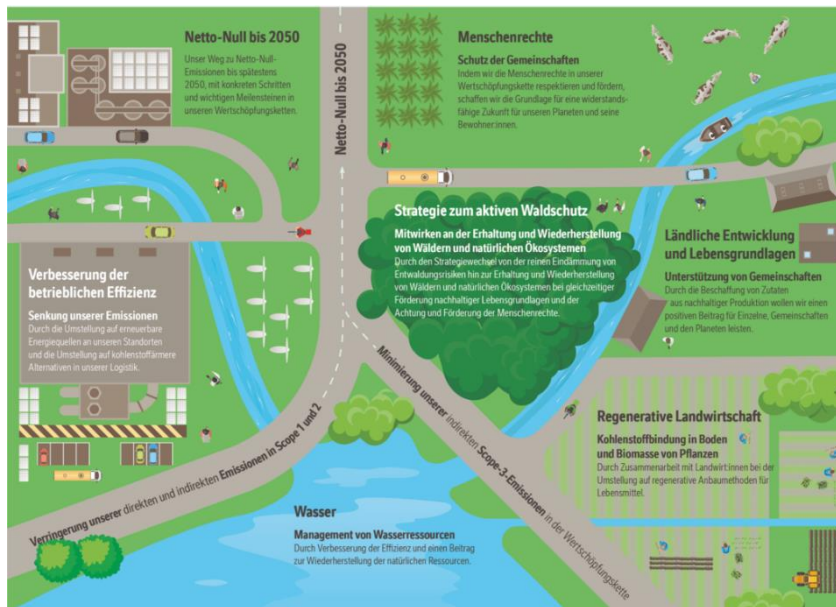 Netto-Null bis 2050
Unser Weg zu Netto-Null-
Emissionen bis spätestens
2050, mit konkreten Schritten
und wichtigen Meilensteinen in
unseren Wertschöpfungsketten.
Netto-Null bis 2050
Menschenrechte
Schutz der Gemeinschaften
Indem wir die Menschenrechte in unserer
Wertschöpfungskette respektieren und fördern,
schaffen wir die Grundlage für eine widerstands-
fähige Zukunft für unseren Planeten und seine
Bewohner:innen.
Strategie zum aktiven Waldschutz
Mitwirken an der Erhaltung und Wiederherstellung
von Wäldern und natürlichen Ökosystemen
Durch den Strategiewechsel von der reinen Eindämmung von
Entwaldungsrisiken hin zur Erhaltung und Wiederherstellung
von Wäldern und natürlichen Ökosystemen bei gleichzeitiger
Förderung nachhaltiger Lebensgrundlagen und der
Achtung und Förderung der Menschenrechte.
Ländliche Entwicklung
und Lebensgrundlagen
Unterstützung von Gemeinschaften
Durch die Beschaffung von Zutaten
aus nachhaltiger Produktion wollen wir einen
positiven Beitrag für Einzelne, Gemeinschaften
und den Planeten leisten.
Verbesserung der
betrieblichen Effizienz
Senkung unserer Emissionen
Durch die Umstellung auf erneuerbare
Energiequellen an unseren Standorten
und die Umstellung auf kohlenstoffärmere
Alternativen in unserer Logistik.
Regenerative Landwirtschaft
Kohlenstoffbindung in Boden
und Biomasse von Pflanzen
Durch Zusammenarbeit mit Landwirt:innen bei der
Umstellung auf regenerative Anbaumethoden für
Lebensmittel.
Verringerung unserer direkten und indirekten Emissionen in Scope 1 und 2
Minimierung unserer indirekten Scope-3-Emissionen in der Wertschöpfungskette
Wasser
Management von Wasserressourcen
Durch Verbesserung der Effizienz und einen Beitrag
zur Wiederherstellung der natürlichen Ressourcen.